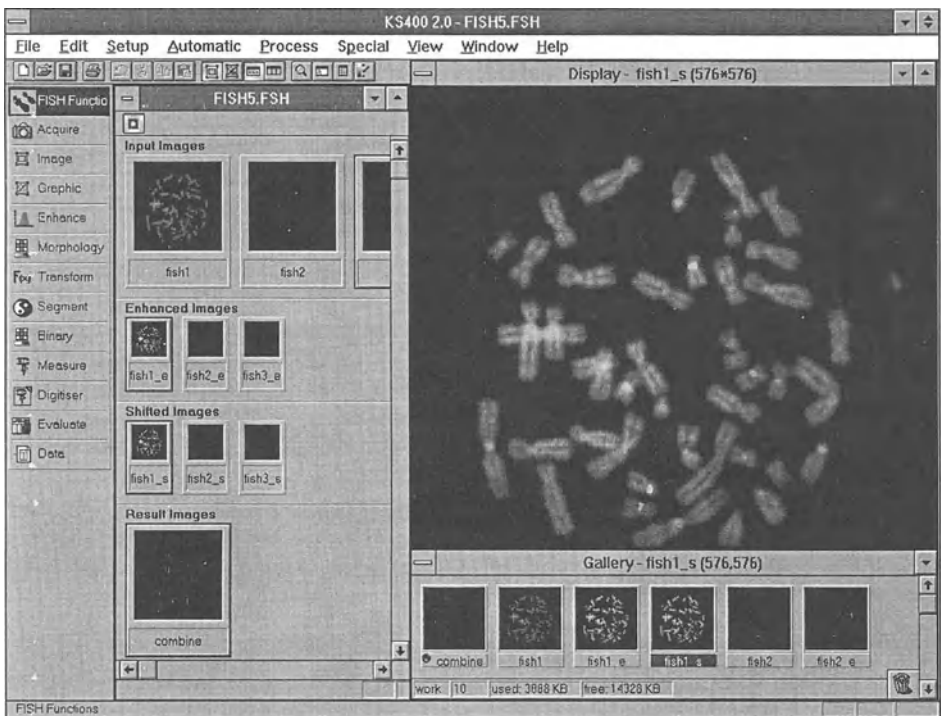 KS400 2.0 - FISH5.FSH
File Edit Setup Automatic Process Special View Window Help
Display - fish1_s (576*576)
FISH Functio
Acquire
Image
Graphic
Enhance
Morphology
Transform
Segment
Binary
Measure
Digitiser
Evaluate
Data
FISH5.FSH
Input Images
fish1
fish2
Enhanced Images
fish1_e
fish2_e
fish3_e
Shifted Images
fish1_s
fish2_s
fish3_s
Result Images
combine
Gallery - fish1_s (576,576)
combine
fish1
fish1_e
fish1_s
fish2
fish2_e
work 10 used: 3888 KB free: 14328 KB
FISH Functions